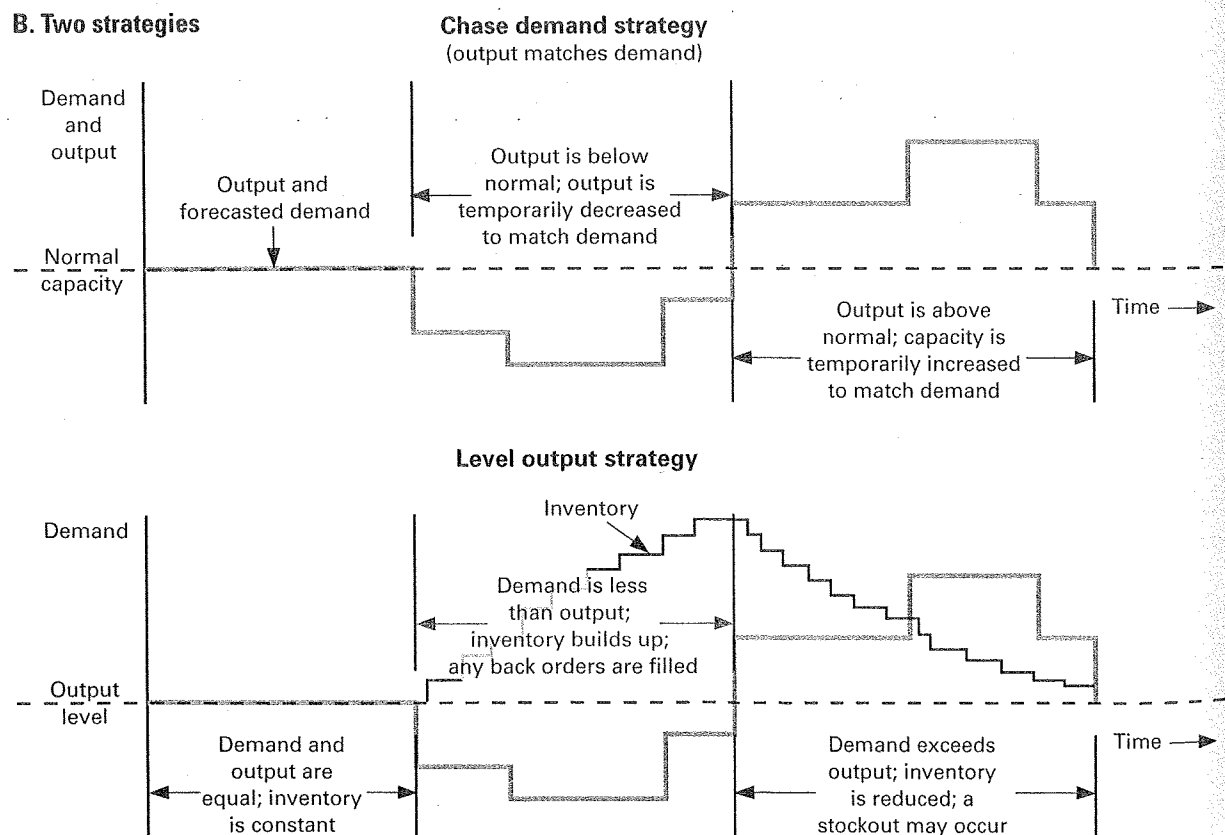 B. Two strategies
Chase demand strategy
(output matches demand)
Demand
and
output
Output and
forecasted demand
Output is below
normal; output is
temporarily decreased
to match demand
Normal
capacity
Output is above
normal; capacity is
temporarily increased
to match demand
Time
Level output strategy
Demand
Inventory
Demand is less
than output;
inventory builds up;
any back orders are filled
Output
level
Demand and
output are
equal; inventory
is constant
Demand exceeds
output; inventory
is reduced; a
stockout may occur
Time